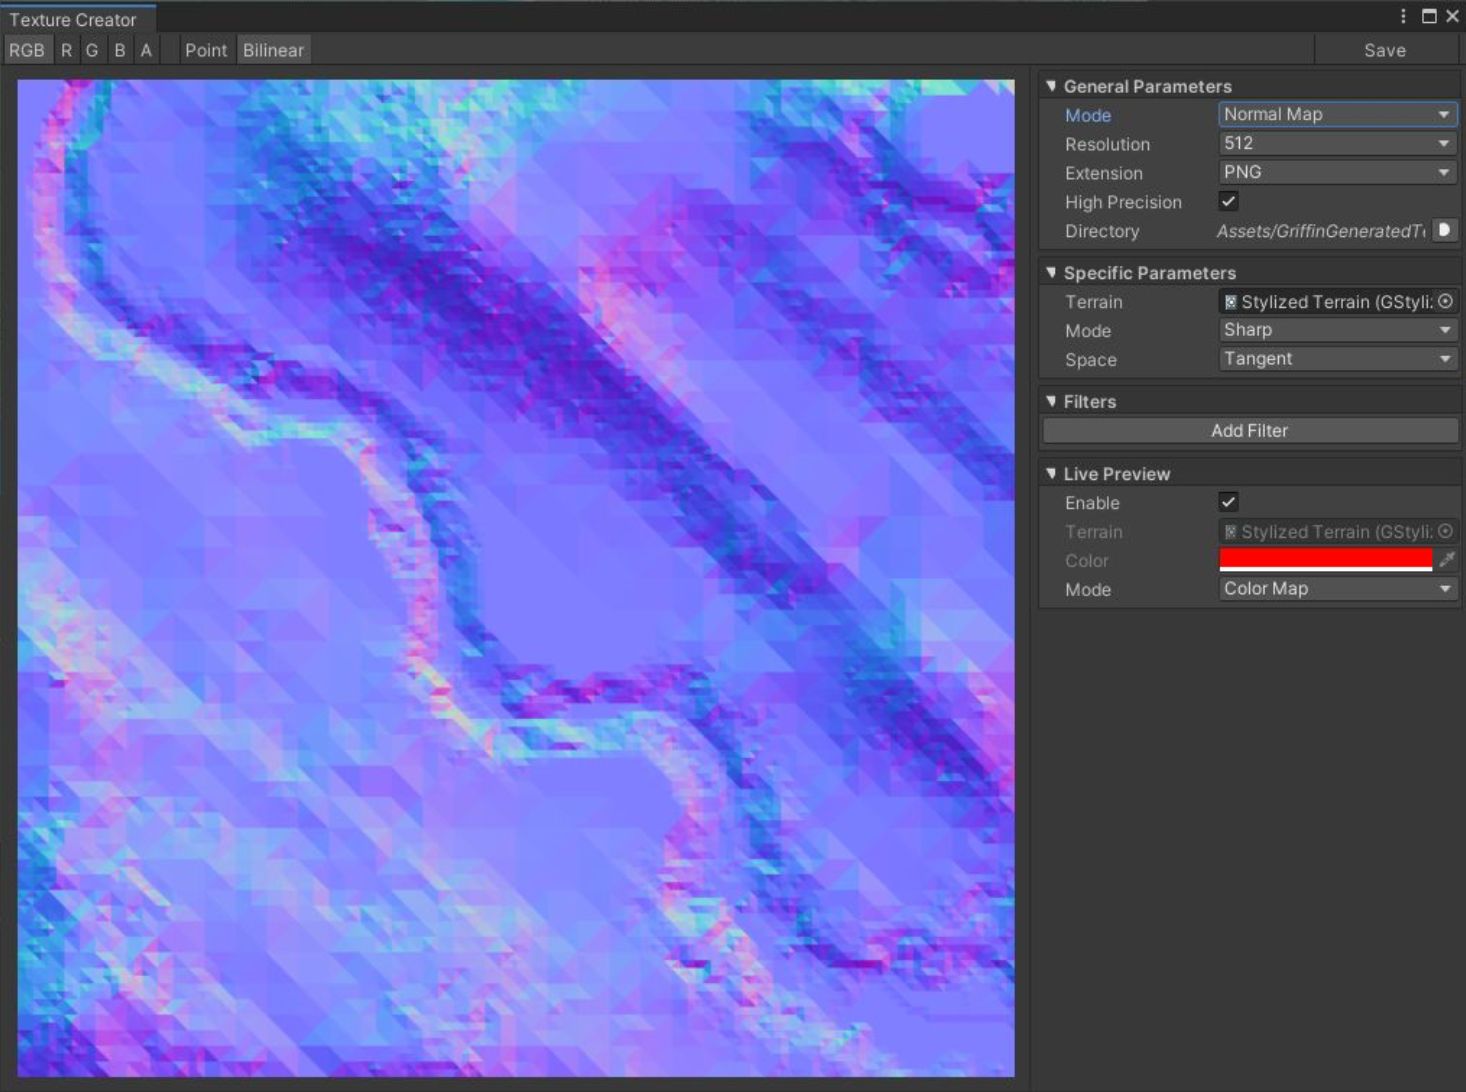 Texture Creator
RGB R G B A Point Bilinear Save
General Parameters
Mode Normal Map
Resolution 512
Extension PNG
High Precision
Directory Assets/GriffinGeneratedT
Specific Parameters
Terrain Stylized Terrain (GStyli
Mode Sharp
Space Tangent
Filters
Add Filter
Live Preview
Enable
Terrain Stylized Terrain (GStyli
Color
Mode Color Map